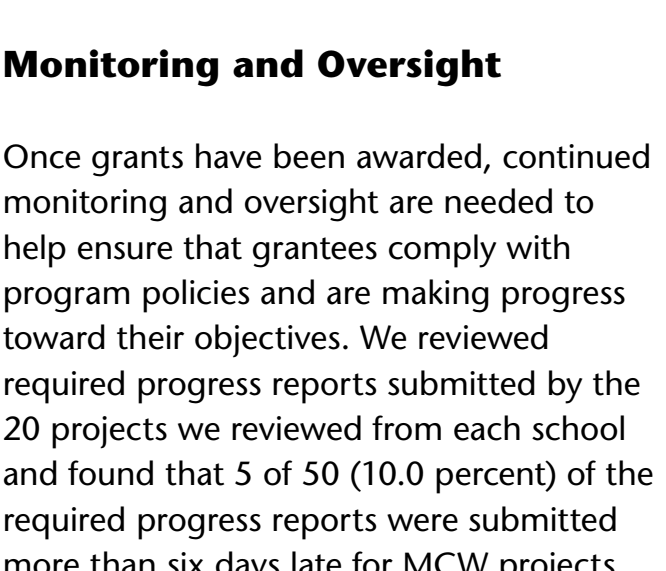 Monitoring and Oversight
Once grants have been awarded, continued
monitoring and oversight are needed to
help ensure that grantees comply with
program policies and are making progress
toward their objectives. We reviewed
required progress reports submitted by the
20 projects we reviewed from each school
and found that 5 of 50 (10.0 percent) of the
required progress reports were submitted
more than six days late for MCW projects